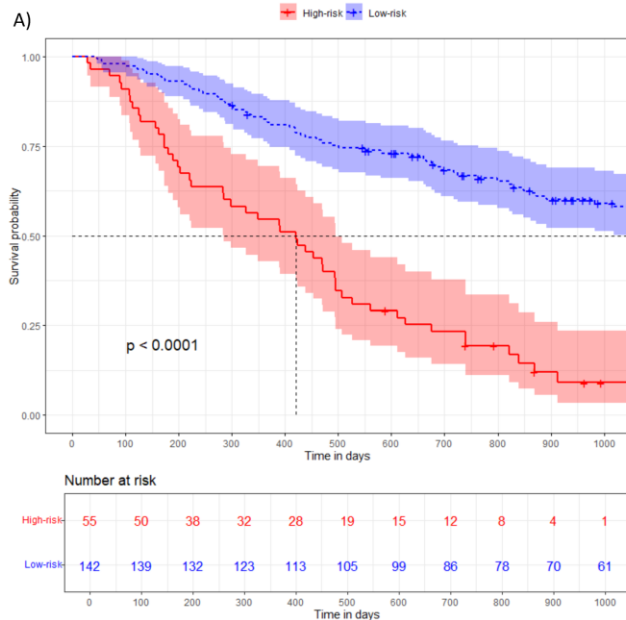 A)
High-risk Low-risk
1.00
0.75
0.50
0.25
0.00
Survival probability
p < 0.0001
0 100 200 300 400 500 600 700 800 900 1000
Time in days
Number at risk
High-risk 55 50 38 32 28 19 15 12 8 4 1
Low-risk 142 139 132 123 113 105 99 86 78 70 61
0 100 200 300 400 500 600 700 800 900 1000
Time in days